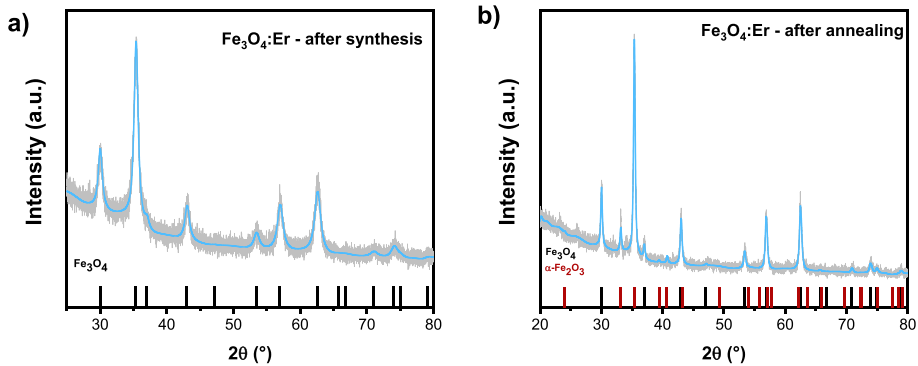 a)
Fe₃O₄:Er - after synthesis
Intensity (a.u.)
Fe₃O₄
30 40 50 60 70 80
2θ (°)
b)
Fe₃O₄:Er - after annealing
Intensity (a.u.)
Fe₃O₄
α-Fe₂O₃
20 30 40 50 60 70 80
2θ (°)